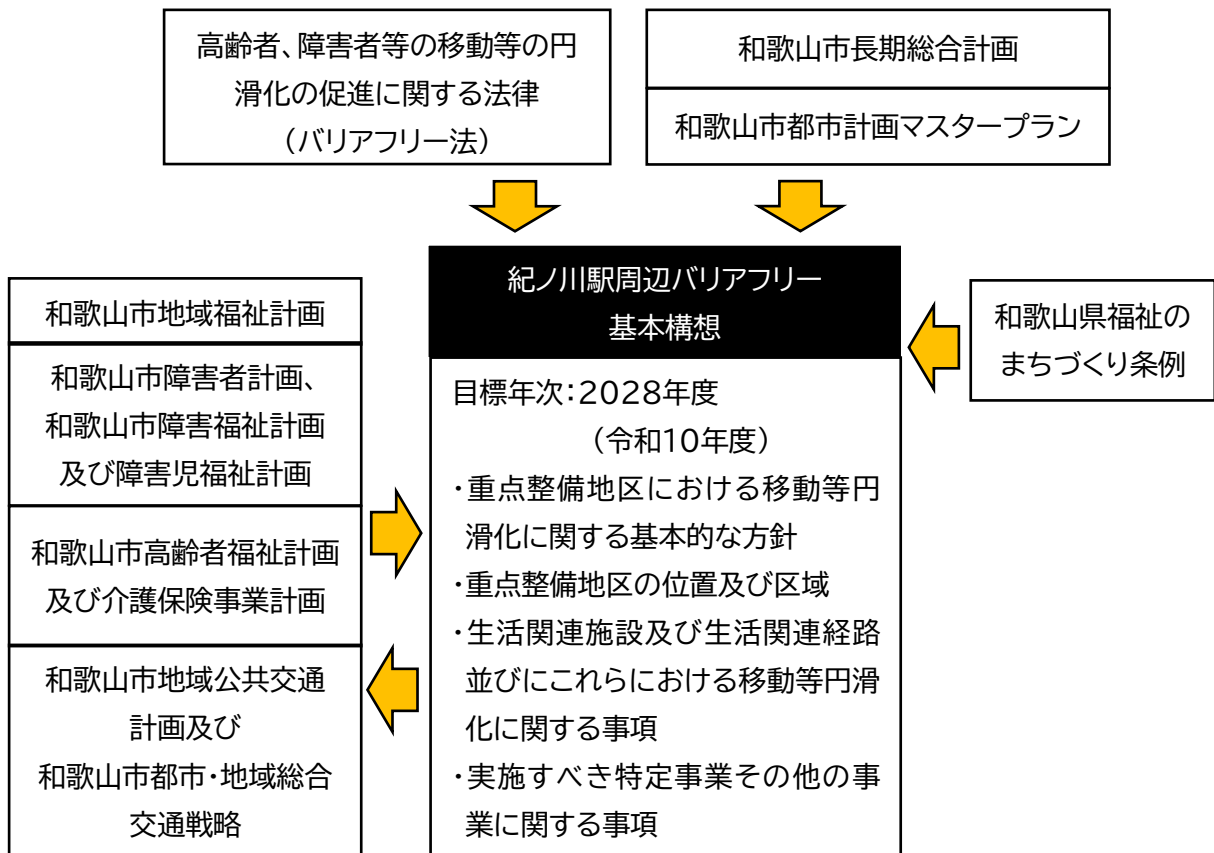 高齢者、障害者等の移動等の円
滑化の促進に関する法律
(バリアフリー法)
和歌山市長期総合計画
和歌山市都市計画マスタープラン
紀ノ川駅周辺バリアフリー
基本構想
和歌山市地域福祉計画
和歌山市障害者計画、
和歌山市障害福祉計画
及び障害児福祉計画
和歌山市高齢者福祉計画
及び介護保険事業計画
和歌山市地域公共交通
計画及び
和歌山市都市・地域総合
交通戦略
目標年次:2028年度
(令和10年度)
・重点整備地区における移動等円
滑化に関する基本的な方針
・重点整備地区の位置及び区域
・生活関連施設及び生活関連経路
並びにこれらにおける移動等円滑
化に関する事項
・実施すべき特定事業その他の事
業に関する事項
和歌山県福祉の
まちづくり条例